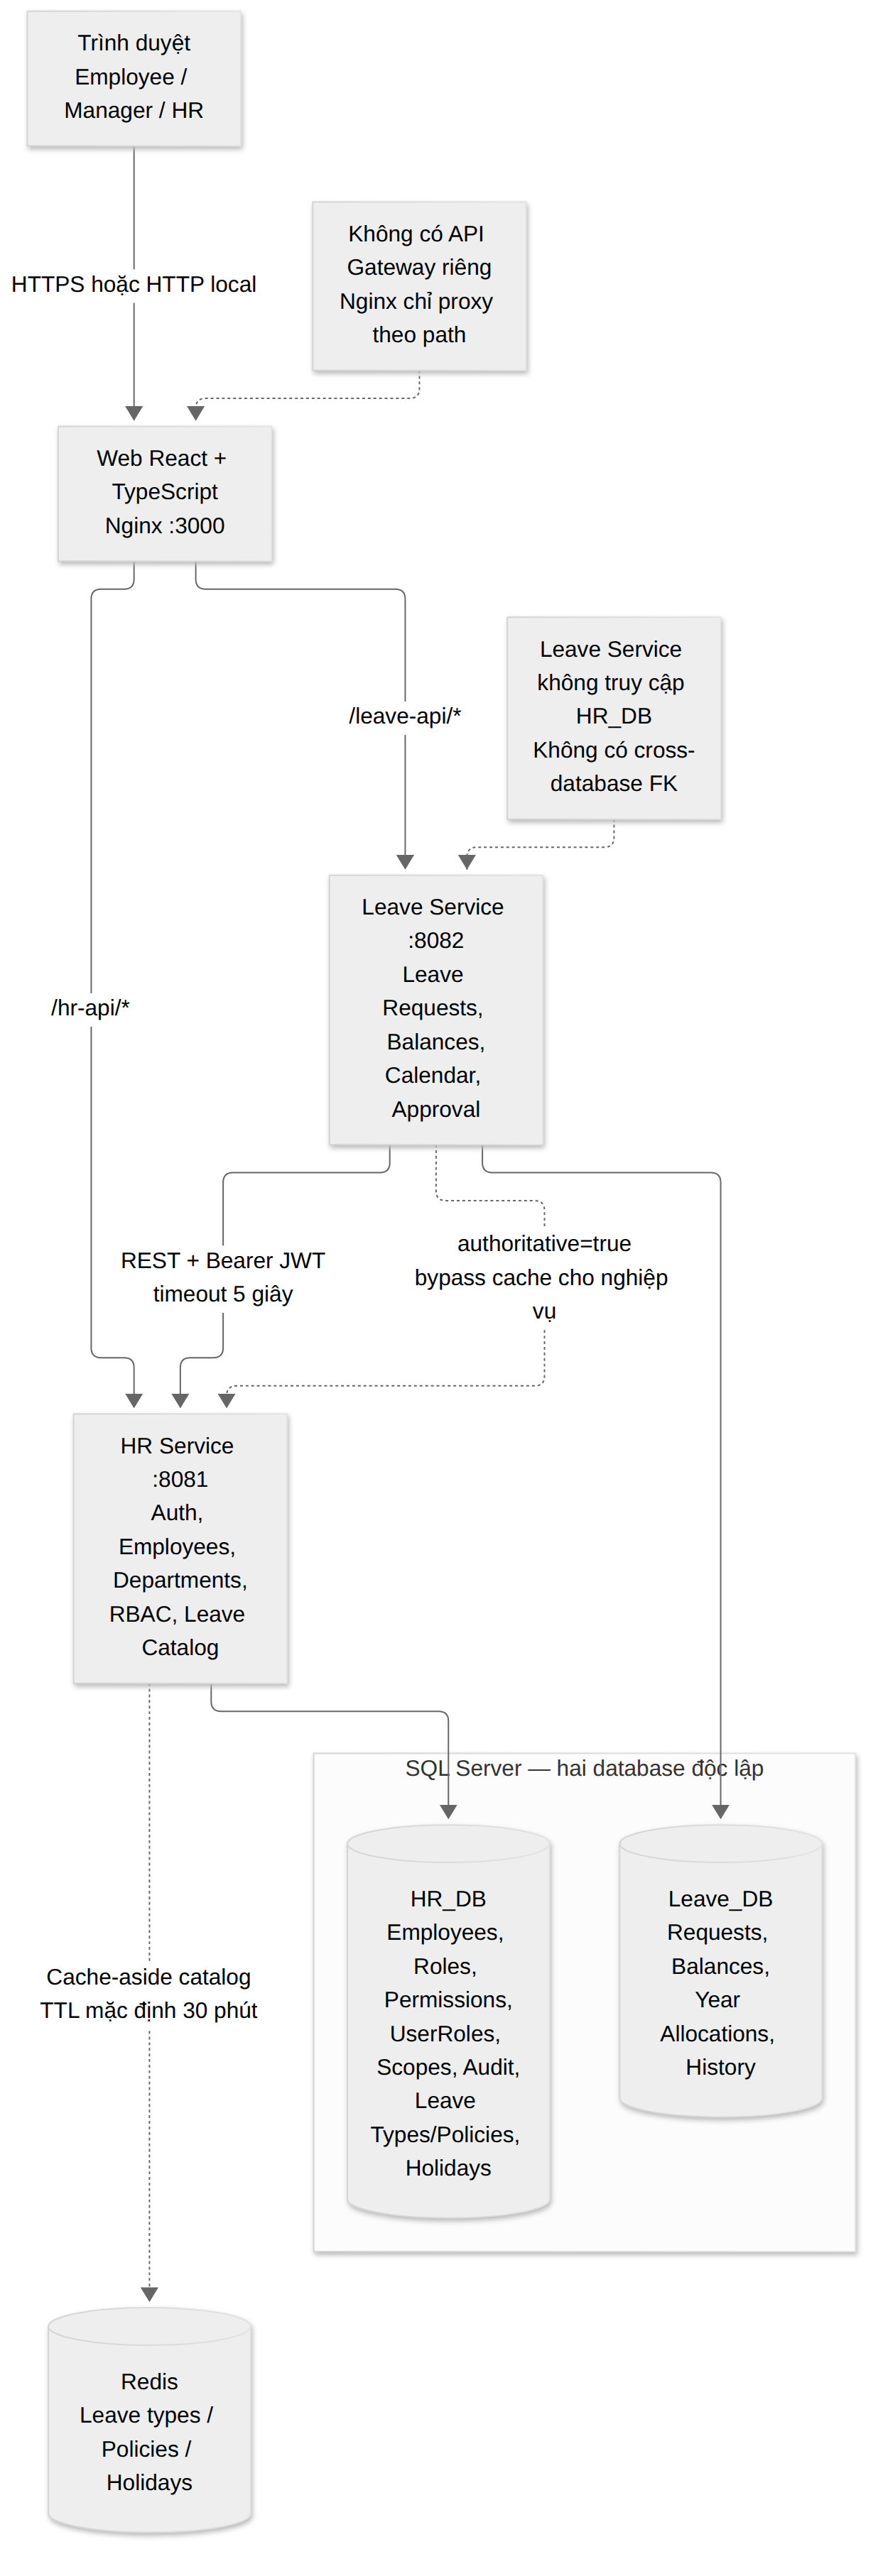 Trình duyệt
Employee /
Manager / HR
HTTPS hoặc HTTP local
Không có API
Gateway riêng
Nginx chỉ proxy
theo path
Web React +
TypeScript
Nginx :3000
/leave-api/*
Leave Service
không truy cập
HR_DB
Không có cross-
database FK
Leave Service
:8082
Leave
Requests,
Balances,
Calendar,
Approval
/hr-api/*
REST + Bearer JWT
timeout 5 giây
authoritative=true
bypass cache cho nghiệp
vụ
HR Service
:8081
Auth,
Employees,
Departments,
RBAC, Leave
Catalog
SQL Server — hai database độc lập
HR_DB
Employees,
Roles,
Permissions,
UserRoles,
Scopes, Audit,
Leave
Types/Policies,
Holidays
Leave_DB
Requests,
Balances,
Year
Allocations,
History
Cache-aside catalog
TTL mặc định 30 phút
Redis
Leave types /
Policies /
Holidays